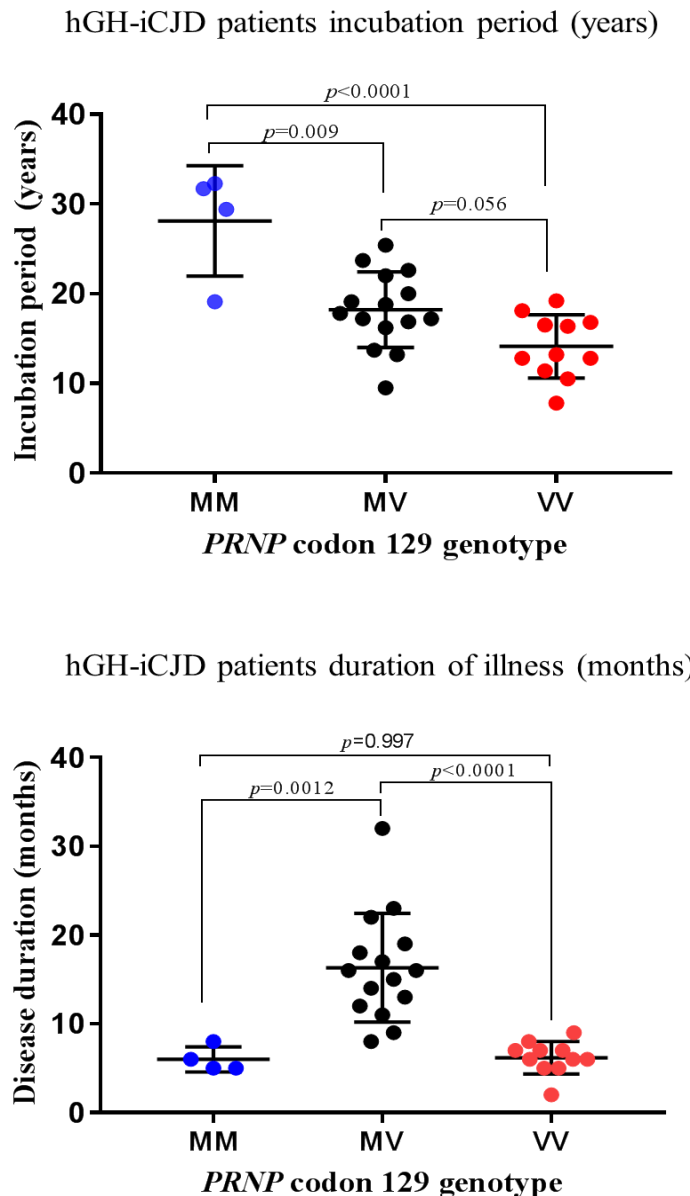 hGH-iCJD patients incubation period (years)
p<0.0001
p=0.009
p=0.056
Incubation period (years)
40
30
20
10
0
MM MV VV
PRNP codon 129 genotype
hGH-iCJD patients duration of illness (months)
p=0.997
p=0.0012
p<0.0001
Disease duration (months)
40
30
20
10
0
MM MV VV
PRNP codon 129 genotype